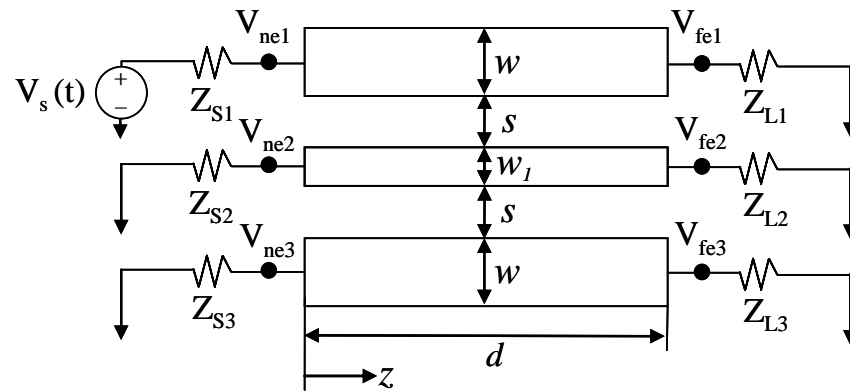 V_ne1
V_fe1
w
V_s (t)
+
−
Z_S1
Z_L1
s
V_ne2
V_fe2
w_1
Z_S2
Z_L2
s
V_ne3
V_fe3
w
Z_S3
Z_L3
d
z